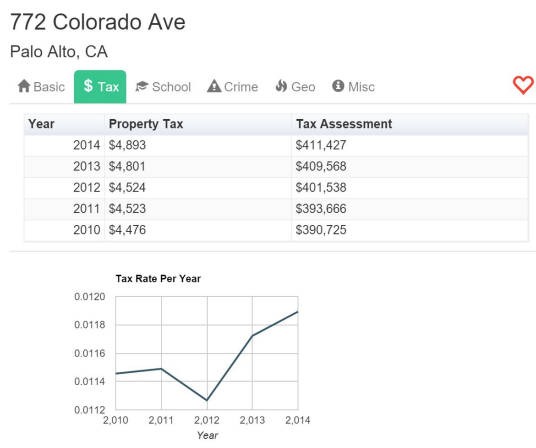 772 Colorado Ave
Palo Alto, CA
Basic $ Tax School Crime Geo Misc
Year Property Tax Tax Assessment
2014 $4,893 $411,427
2013 $4,801 $409,568
2012 $4,524 $401,538
2011 $4,523 $393,666
2010 $4,476 $390,725
Tax Rate Per Year
0.0120
0.0118
0.0116
0.0114
0.0112
2,010 2,011 2,012 2,013 2,014
Year